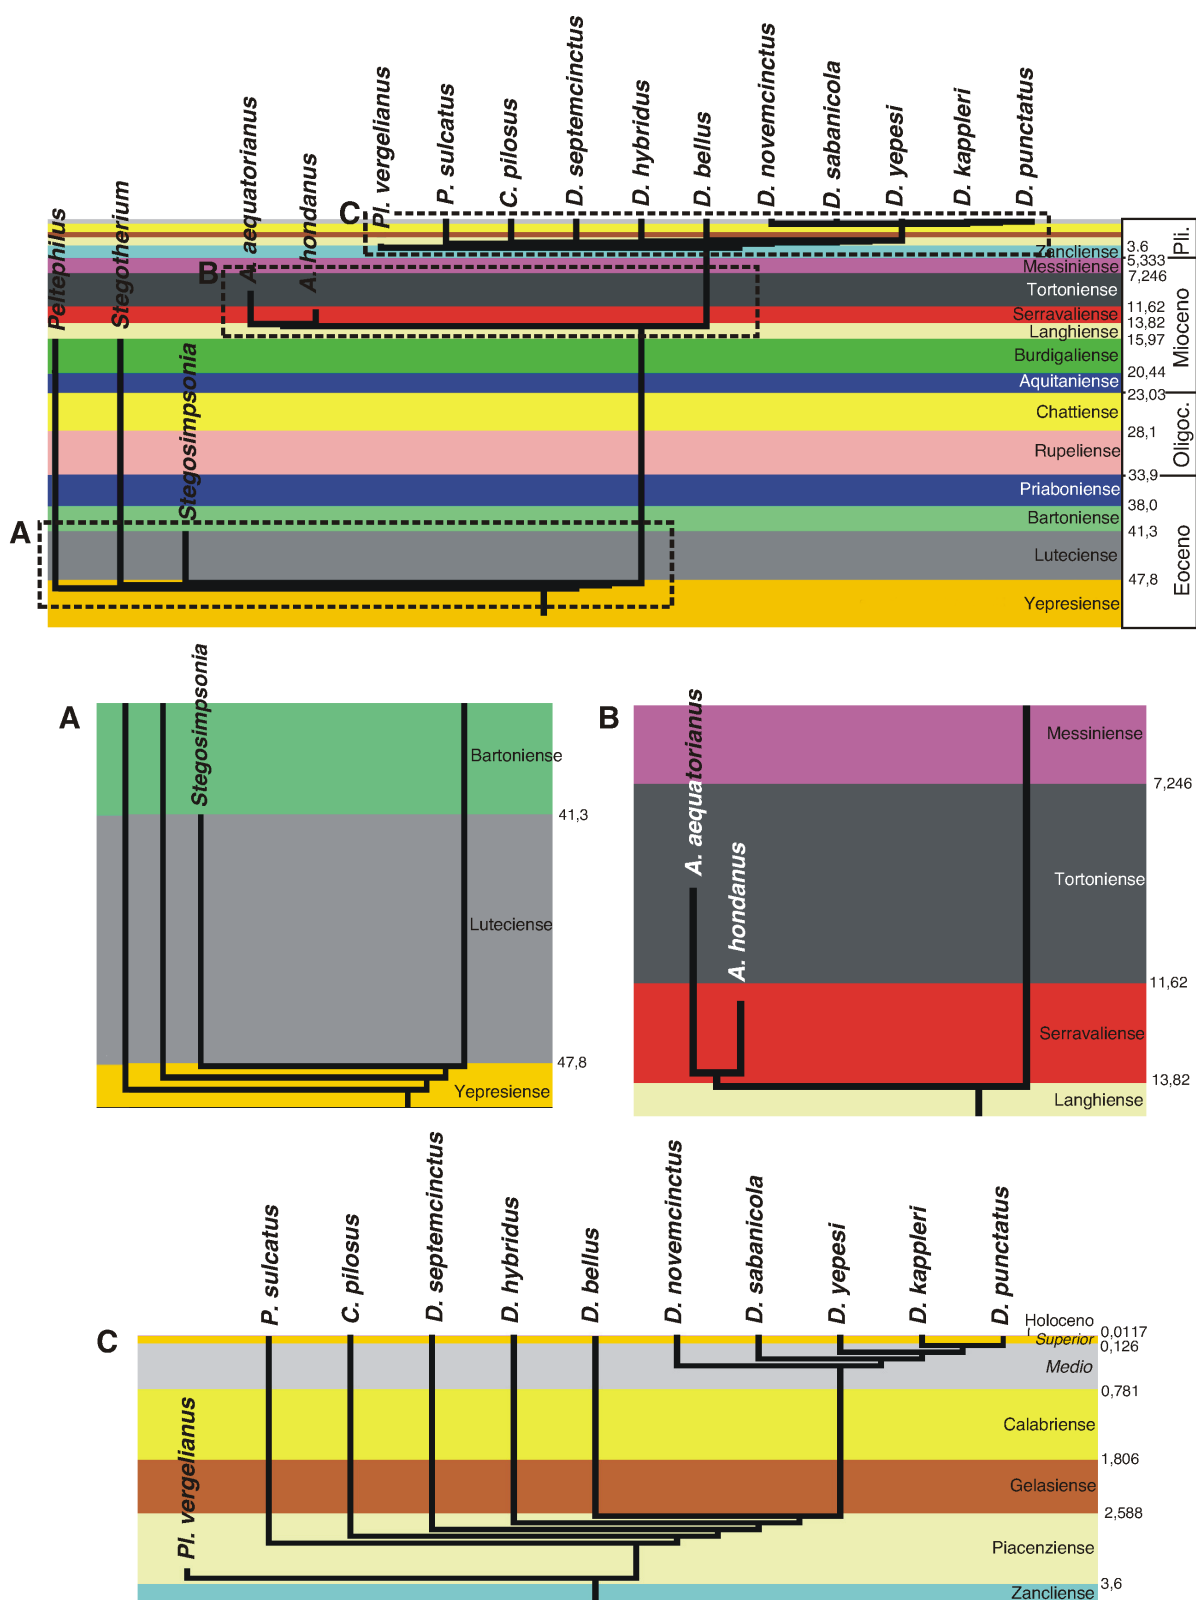 Peltephilus
Stegotherium
Stegosimpsonia
A. aequatorianus
A. hondanus
Pl. vergelianus
P. sulcatus
C. pilosus
D. septemcinctus
D. hybridus
D. bellus
D. novemcinctus
D. sabanicola
D. yepesi
D. kappleri
D. punctatus
C
B
A
Zancliense
3.6
5,333
Messiniense
7,246
Tortoniense
11,62
Serravaliense
13,82
Langhiense
15,97
Burdigaliense
20,44
Aquitaniense
23,03
Chattiense
28,1
Rupeliense
33,9
Priaboniense
38,0
Bartoniense
41,3
Luteciense
47,8
Yepresiense
Pli.
Mioceno
Oligoc.
Eoceno
A
Stegosimpsonia
Bartoniense
41,3
Luteciense
47,8
Yepresiense
B
A. aequatorianus
A. hondanus
Messiniense
7,246
Tortoniense
11,62
Serravaliense
13,82
Langhiense
C
Pl. vergelianus
P. sulcatus
C. pilosus
D. septemcinctus
D. hybridus
D. bellus
D. novemcinctus
D. sabanicola
D. yepesi
D. kappleri
D. punctatus
Holoceno
0,0117
Superior
0,126
Medio
0,781
Calabriense
1,806
Gelasiense
2,588
Piacenziense
3,6
Zancliense